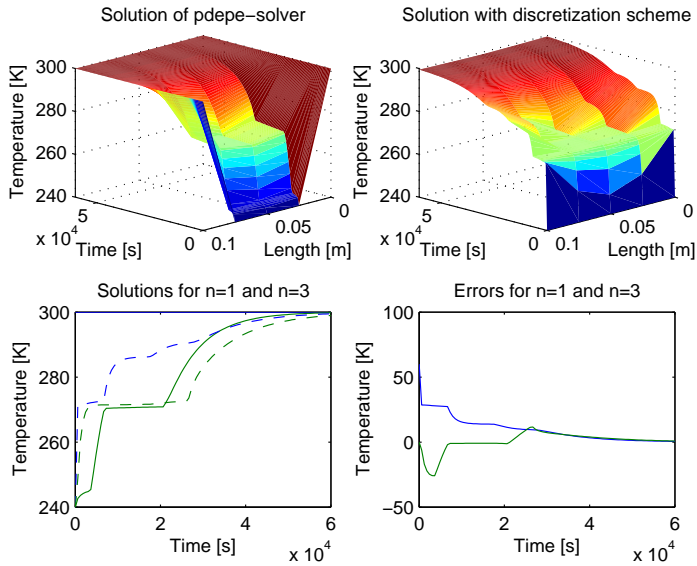 Solution of pdepe−solver
Temperature [K]
300
280
260
240
5
x 10^4
Time [s]
0
0.1
0.05
0
Length [m]
Solution with discretization scheme
Temperature [K]
300
280
260
240
5
x 10^4
Time [s]
0
0.1
0.05
0
Length [m]
Solutions for n=1 and n=3
Temperature [K]
300
280
260
240
0
2
4
6
Time [s]
x 10^4
Errors for n=1 and n=3
Temperature [K]
100
50
0
−50
0
2
4
6
Time [s]
x 10^4